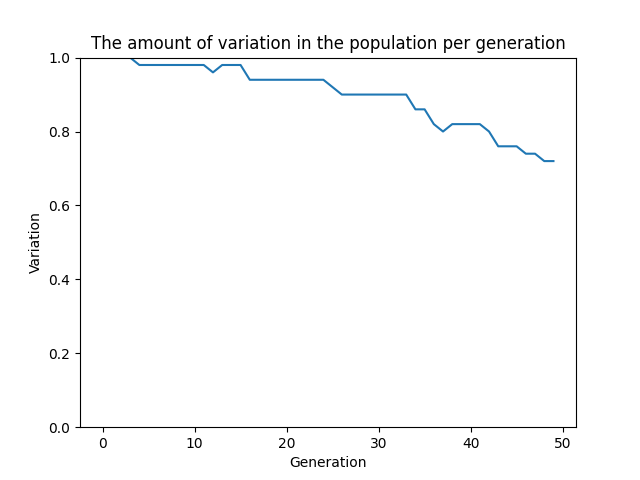 The amount of variation in the population per generation
1.0
0.8
0.6
0.4
0.2
0.0
Variation
0 10 20 30 40 50
Generation